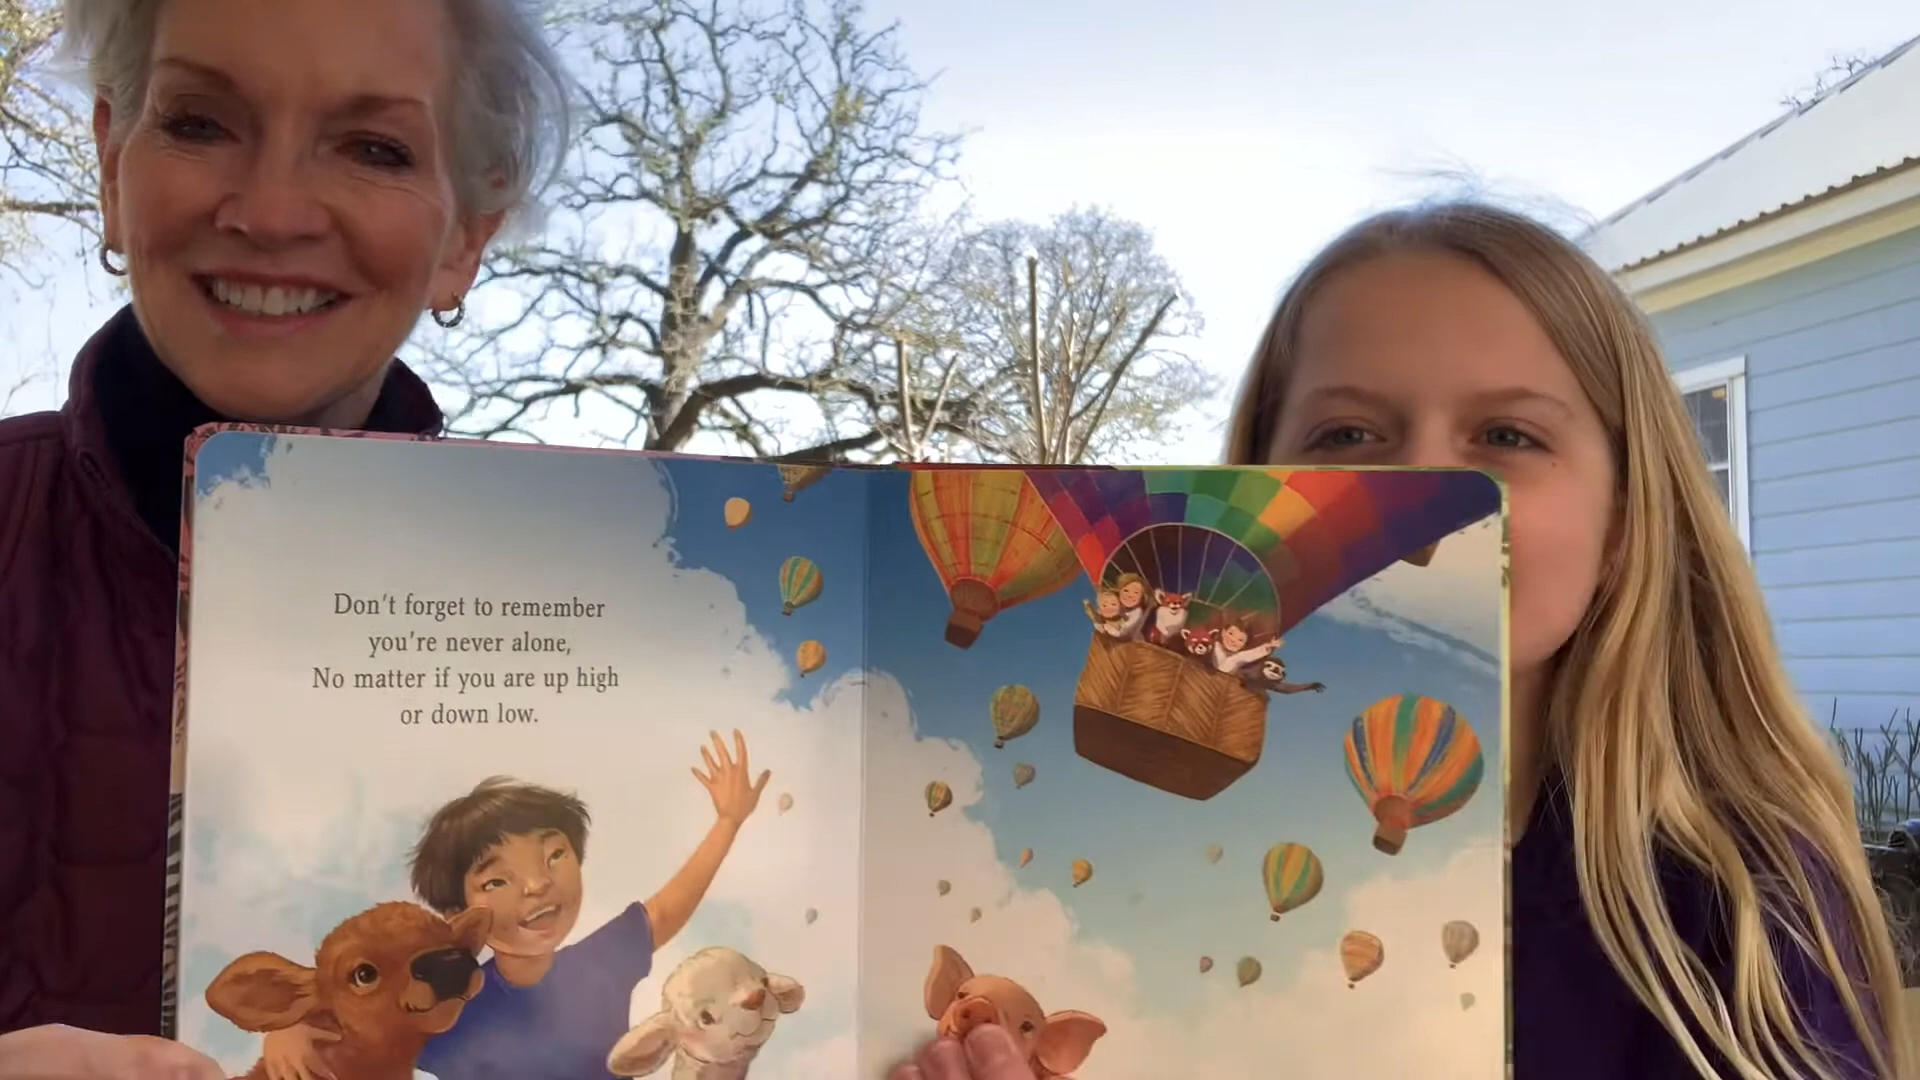 Don't forget to remember
you're never alone,
No matter if you are up high
or down low.